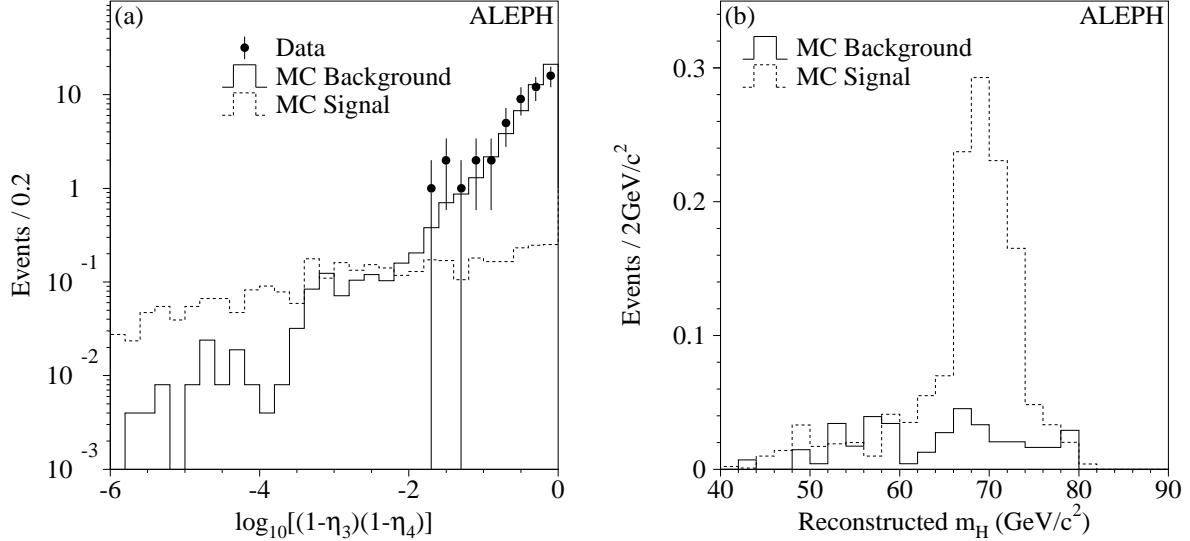 (a)
ALEPH
Data
MC Background
MC Signal
Events / 0.2
10
1
10⁻¹
10⁻²
10⁻³
-6
-4
-2
0
log₁₀[(1-η₃)(1-η₄)]
(b)
ALEPH
MC Background
MC Signal
Events / 2GeV/c²
0.3
0.2
0.1
0
40
50
60
70
80
90
Reconstructed m_H (GeV/c²)